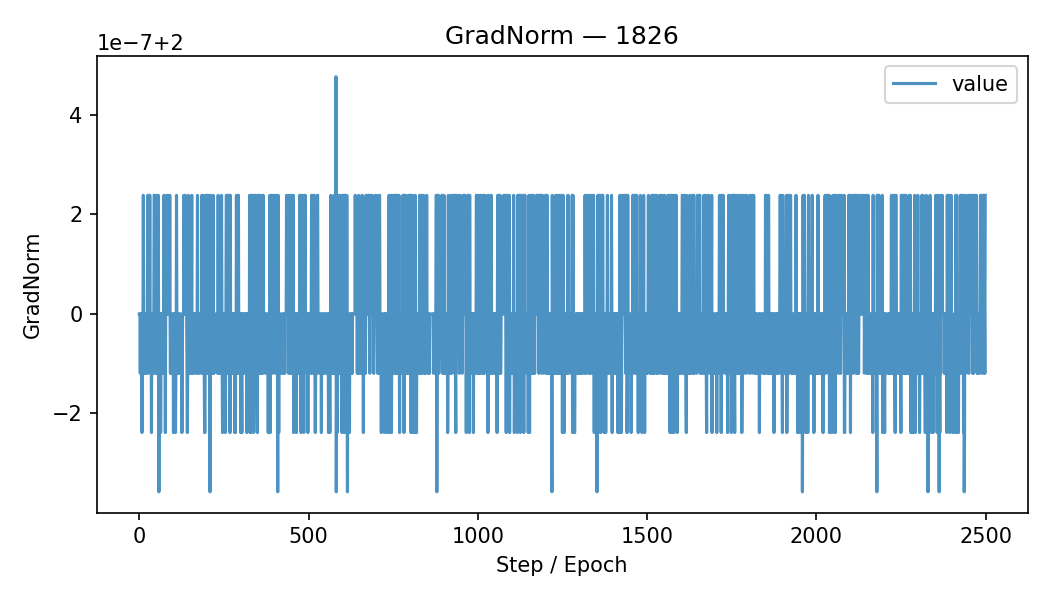 GradNorm — 1826
1e−7+2
value
GradNorm
4
2
0
−2
0
500
1000
1500
2000
2500
Step / Epoch